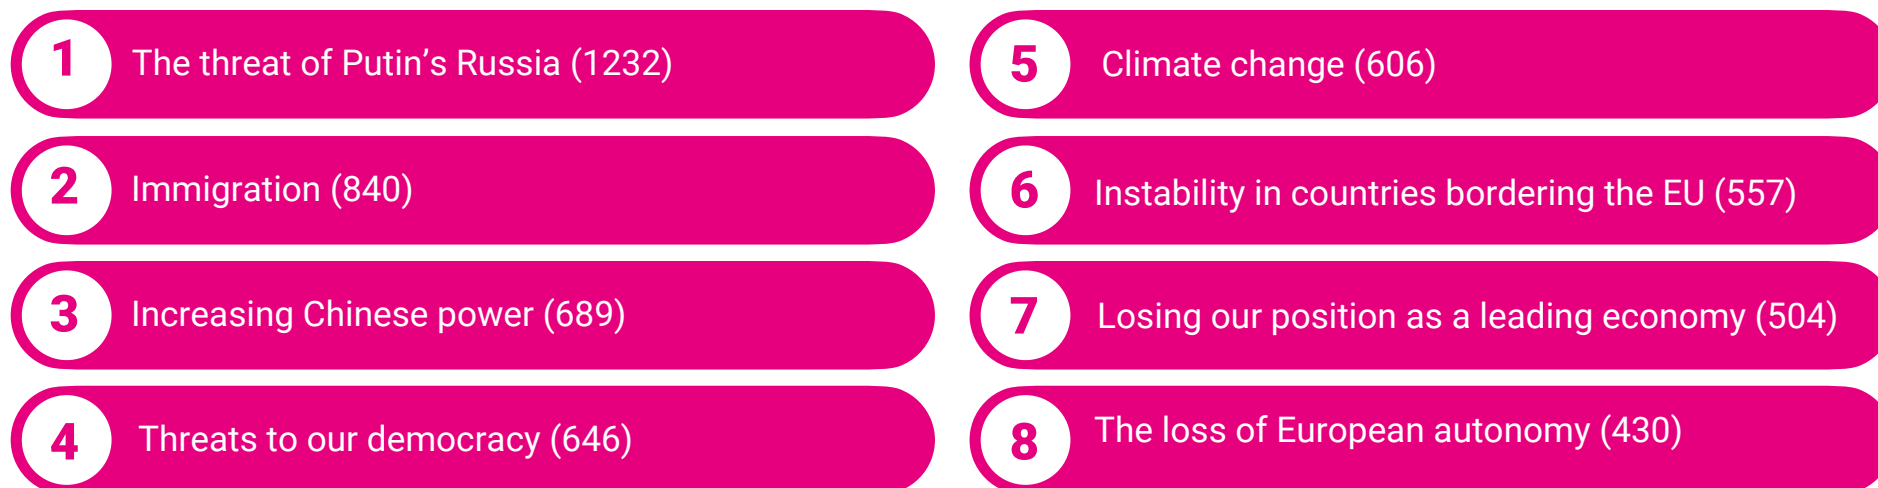 1 The threat of Putin’s Russia (1232)
2 Immigration (840)
3 Increasing Chinese power (689)
4 Threats to our democracy (646)
5 Climate change (606)
6 Instability in countries bordering the EU (557)
7 Losing our position as a leading economy (504)
8 The loss of European autonomy (430)